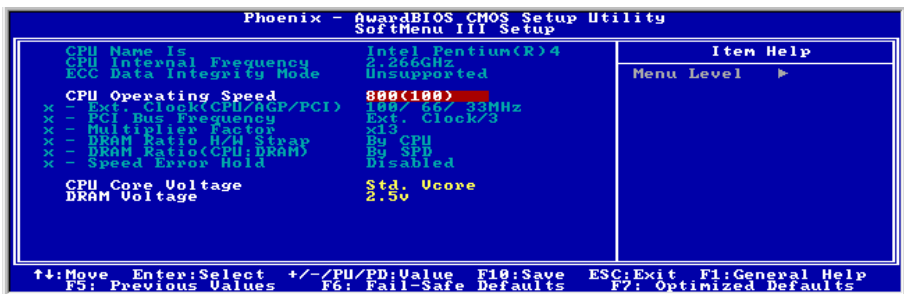 Phoenix - AwardBIOS CMOS Setup Utility
SoftMenu III Setup
CPU Name Is Intel Pentium(R)4
CPU Internal Frequency 2.266GHz
ECC Data Integrity Mode Unsupported
CPU Operating Speed 800(100)
x - Ext. Clock(CPU/AGP/PCI) 100/ 66/ 33MHz
x - PCI Bus Frequency Ext. Clock/3
x - Multiplier Factor x13
x - DRAM Ratio H/W Strap By CPU
x - DRAM Ratio(CPU:DRAM) By SPD
x - Speed Error Hold Disabled
CPU Core Voltage Std. Vcore
DRAM Voltage 2.5v
Item Help
Menu Level ►
↑↓:Move Enter:Select +/-/PU/PD:Value F10:Save ESC:Exit F1:General Help
F5: Previous Values F6: Fail-Safe Defaults F7: Optimized Defaults